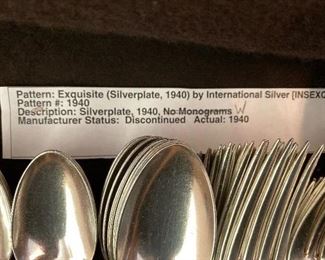 Pattern: Exquisite (Silverplate, 1940) by International Silver [INSEXQ
Pattern #: 1940
Description: Silverplate, 1940, No Monograms W
Manufacturer Status: Discontinued Actual: 1940